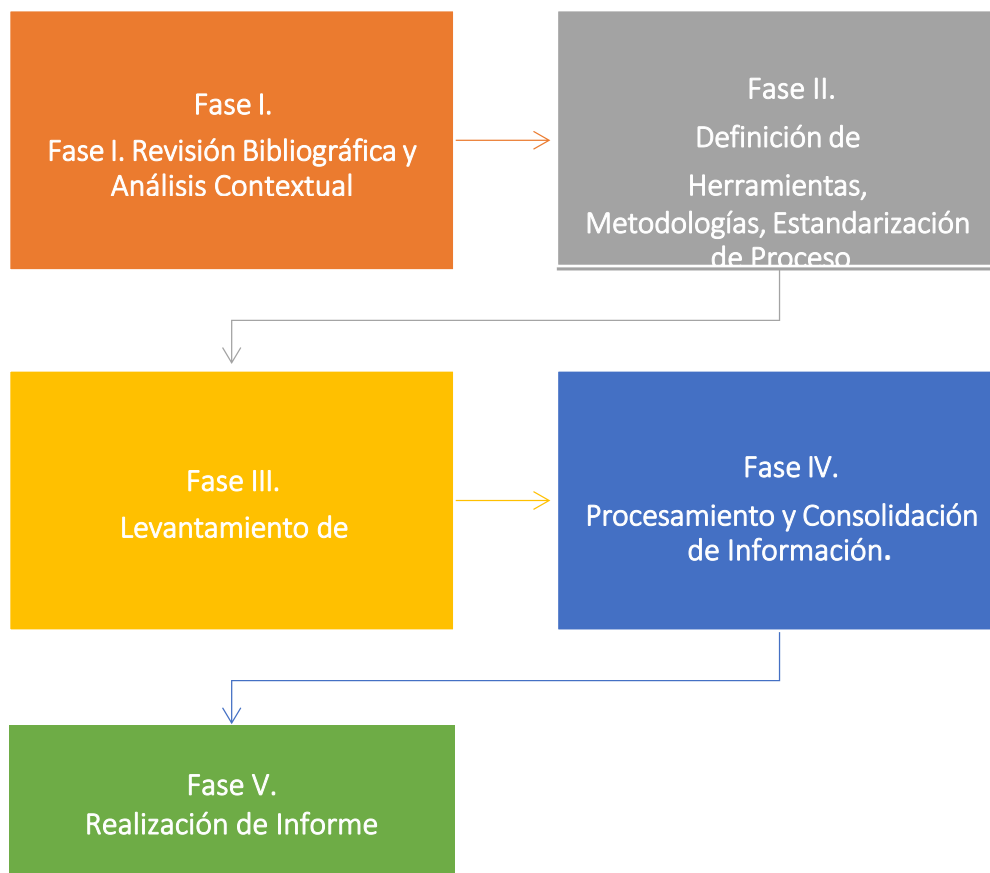 Fase I.
Fase I. Revisión Bibliográfica y
Análisis Contextual
Fase II.
Definición de
Herramientas,
Metodologías, Estandarización
de Proceso
Fase III.
Levantamiento de
Fase IV.
Procesamiento y Consolidación
de Información.
Fase V.
Realización de Informe